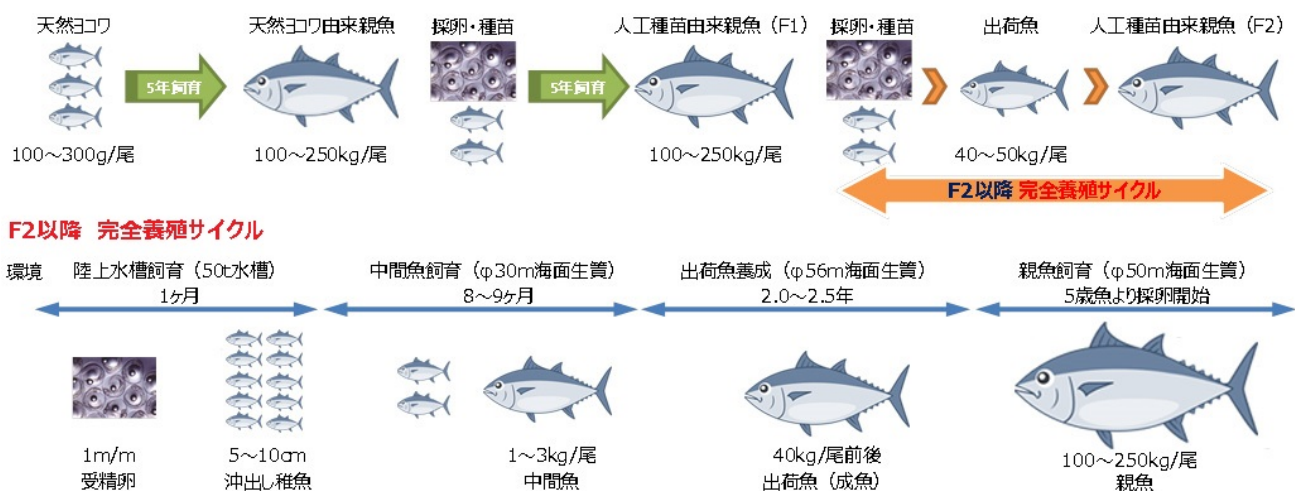 天然ヨコワ
天然ヨコワ由来親魚
採卵・種苗
人工種苗由来親魚（F1）
採卵・種苗
出荷魚
人工種苗由来親魚（F2）
5年飼育
5年飼育
100～300g/尾
100～250kg/尾
100～250kg/尾
40～50kg/尾
F2以降 完全養殖サイクル
F2以降 完全養殖サイクル
環境
陸上水槽飼育（50t水槽）
1ヶ月
中間魚飼育（φ30m海面生簀）
8～9ヶ月
出荷魚養成（φ56m海面生簀）
2.0～2.5年
親魚飼育（φ50m海面生簀）
5歳魚より採卵開始
1m/m
受精卵
5～10cm
沖出し稚魚
1～3kg/尾
中間魚
40kg/尾前後
出荷魚（成魚）
100～250kg/尾
親魚